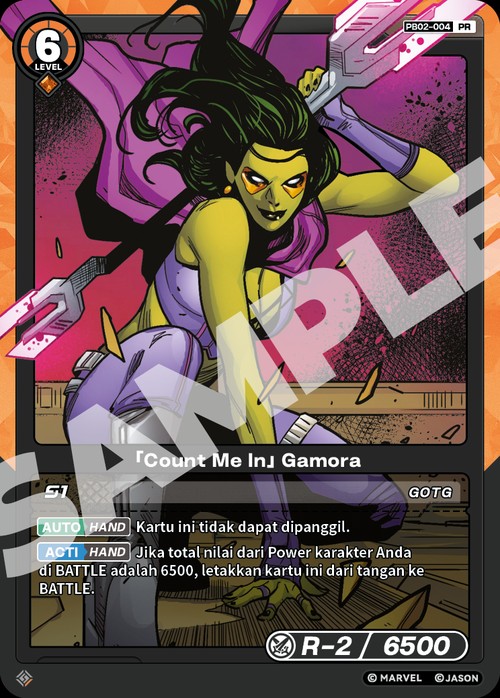 PB02-004 PR
6
LEVEL
SAMPLE
「Count Me In」 Gamora
S1 GOTG
AUTO HAND Kartu ini tidak dapat dipanggil.
ACTI HAND Jika total nilai dari Power karakter Anda
di BATTLE adalah 6500, letakkan kartu ini dari tangan ke
BATTLE.
R-2 / 6500
© MARVEL ©JASON